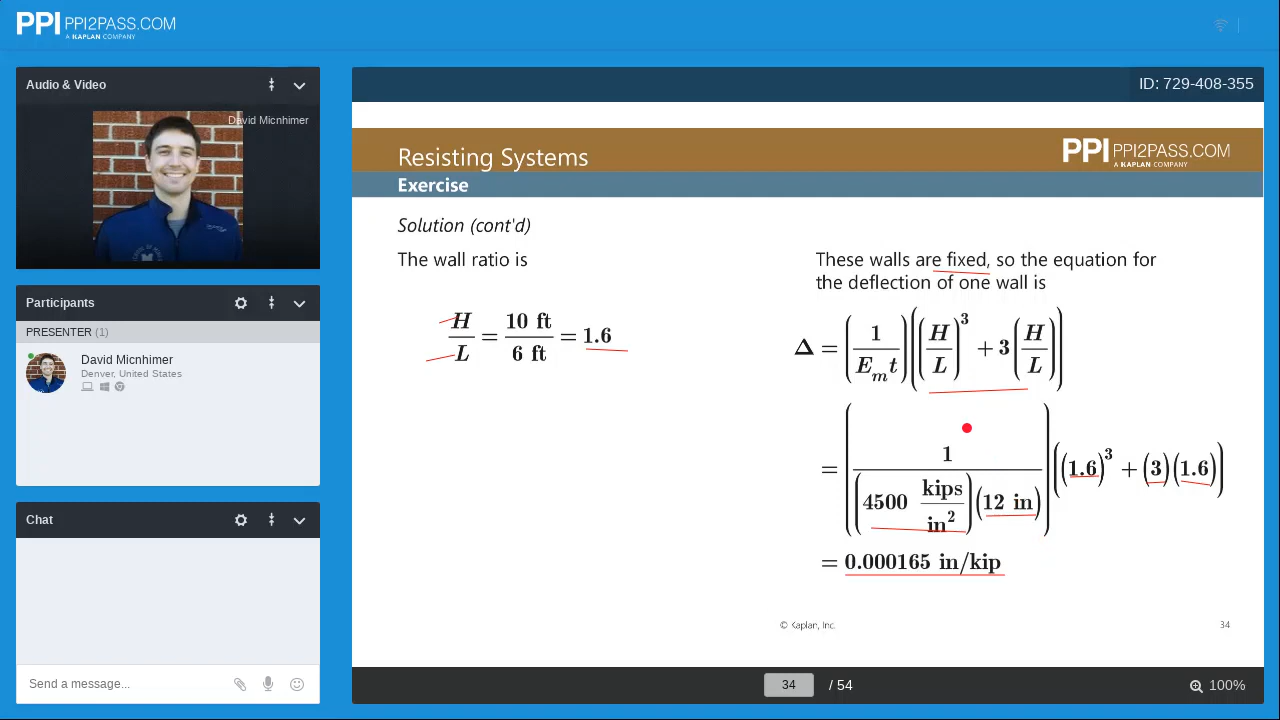 PPI PPI2PASS.COM
A KAPLAN COMPANY
Audio & Video
David Micnhimer
Participants
PRESENTER (1)
David Micnhimer
Denver, United States
Chat
Send a message...
ID: 729-408-355
Resisting Systems
PPI PPI2PASS.COM
A KAPLAN COMPANY
Exercise
Solution (cont'd)
The wall ratio is
H/L = 10 ft/6 ft = 1.6
These walls are fixed, so the equation for
the deflection of one wall is
Δ = (1/E_m t)((H/L)^3 + 3(H/L))
= (1/((4500 kips/in^2)(12 in)))((1.6)^3 + (3)(1.6))
= 0.000165 in/kip
© Kaplan, Inc.
34
34 / 54
100%